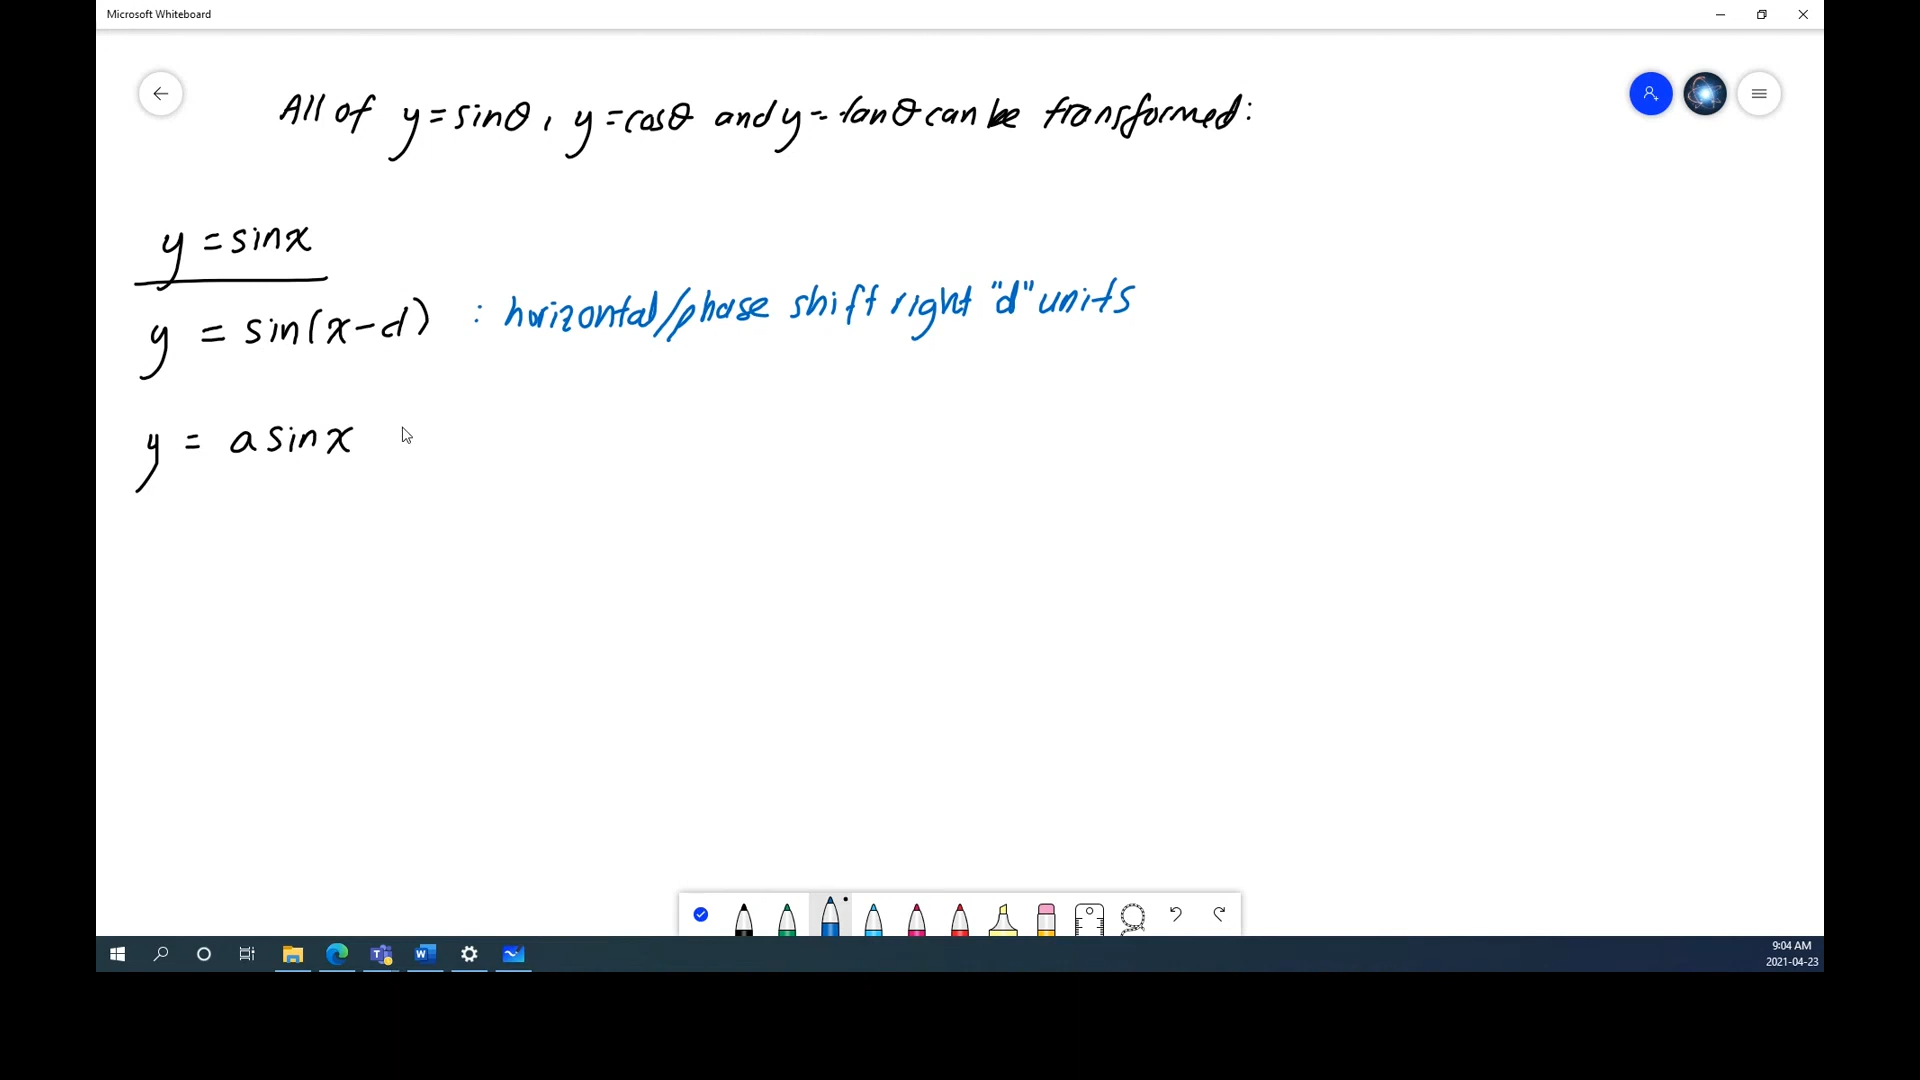 Microsoft Whiteboard
All of y = sinθ, y = cosθ and y = tanθ can be transformed:
y = sinx
y = sin(x-d) : horizontal/phase shift right "d" units
y = a sinx
9:04 AM
2021-04-23